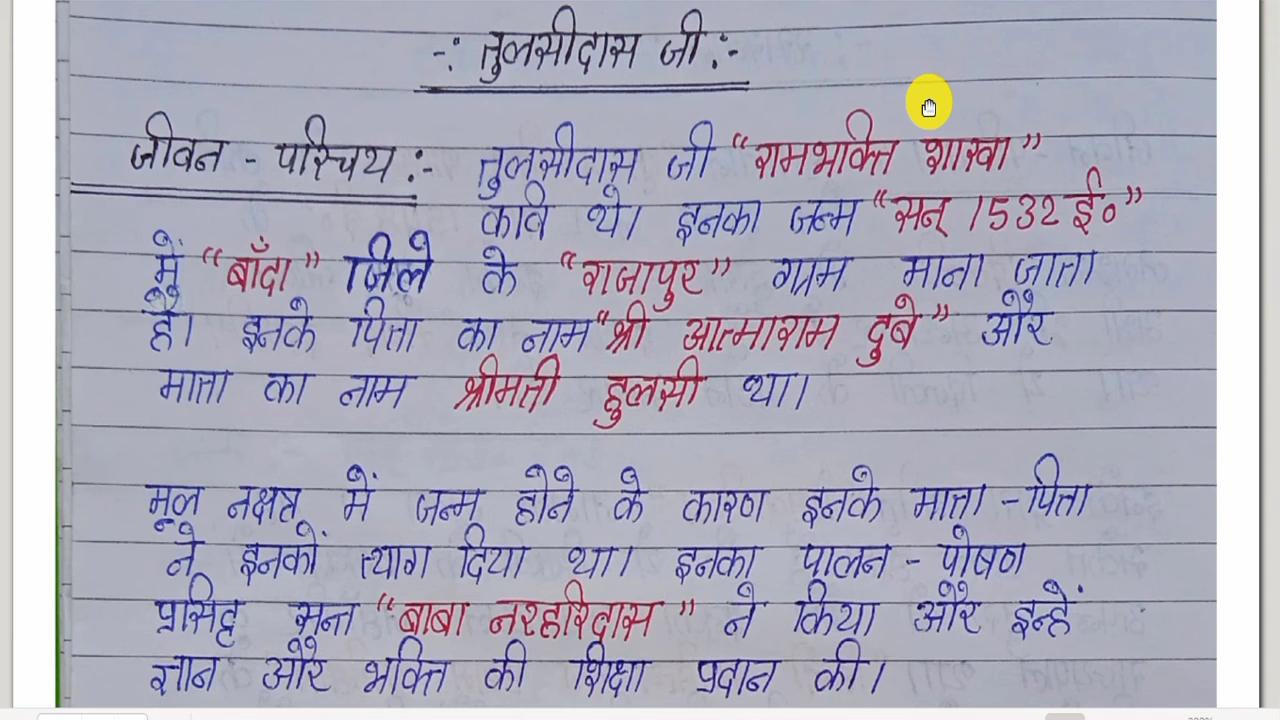 -: तुलसीदास जी :-
जीवन - परिचय :- तुलसीदास जी "रामभक्ति शाखा"
कवि थे। इनका जन्म "सन् 1532 ई०"
में "बाँदा" जिले के "राजापुर" ग्राम माना जाता
है। इनके पिता का नाम "श्री आत्माराम दुबे" और
माता का नाम श्रीमती हुलसी था।
मूल नक्षत्र में जन्म होने के कारण इनके माता - पिता
ने इनको त्याग दिया था। इनका पालन - पोषण
प्रसिद्ध सन्त "बाबा नरहरिदास" ने किया और इन्हें
ज्ञान और भक्ति की शिक्षा प्रदान की।